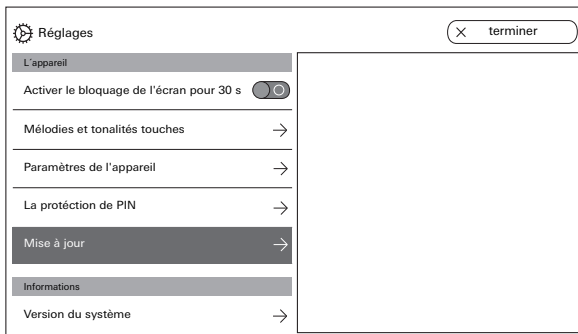 Réglages
terminer
L´appareil
Activer le bloquage de l'écran pour 30 s
Mélodies et tonalités touches
Paramètres de l'appareil
La protéction de PIN
Mise à jour
Informations
Version du système